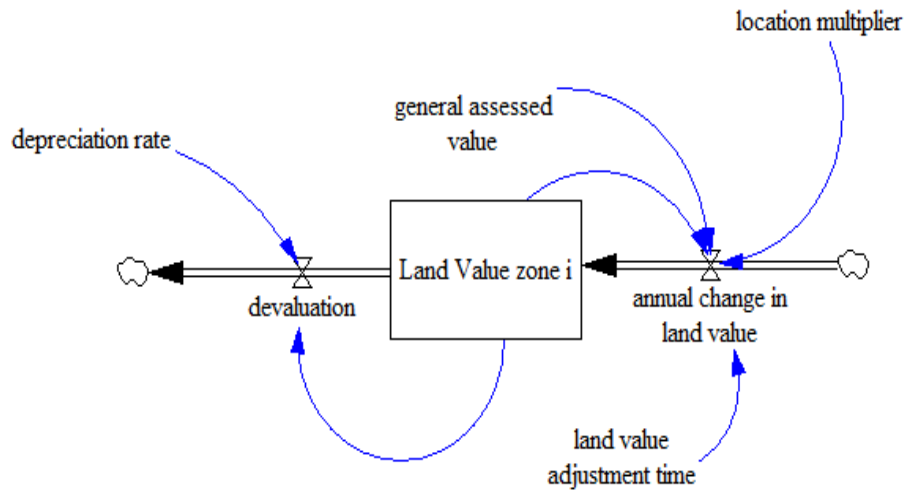 location multiplier
general assessed
value
depreciation rate
Land Value zone i
devaluation
annual change in
land value
land value
adjustment time